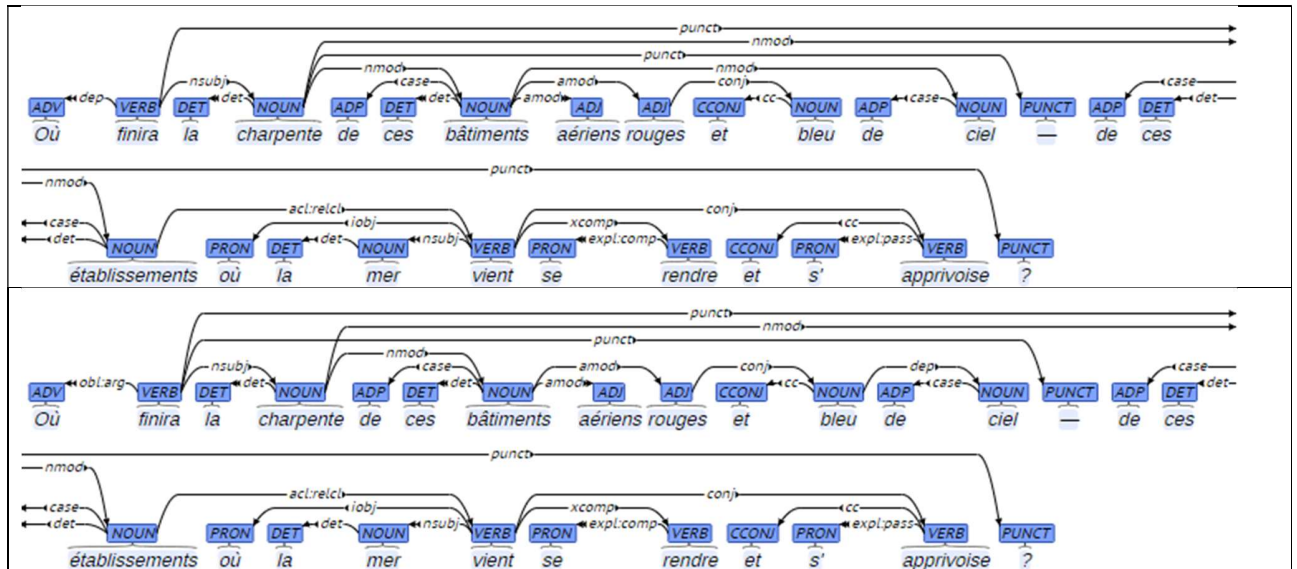 punct
nmod
punct
nmod nmod
nsubj case amod conj case
dep det det amod cc case det
ADV VERB DET NOUN ADP DET NOUN ADJ ADJ CCONJ NOUN ADP NOUN PUNCT ADP DET
Où finira la charpente de ces bâtiments aériens rouges et bleu de ciel — de ces
punct
nmod
acl:relcl conj
case iobj xcomp cc
det det nsubj expl:comp expl:pass
NOUN PRON DET NOUN VERB PRON VERB CCONJ PRON VERB PUNCT
établissements où la mer vient se rendre et s' apprivoise ?
punct
nmod
punct
nmod
nsubj case amod conj dep case
obl:arg det det amod cc case det
ADV VERB DET NOUN ADP DET NOUN ADJ ADJ CCONJ NOUN ADP NOUN PUNCT ADP DET
Où finira la charpente de ces bâtiments aériens rouges et bleu de ciel — de ces
punct
nmod
acl:relcl conj
case iobj xcomp cc
det det nsubj expl:comp expl:pass
NOUN PRON DET NOUN VERB PRON VERB CCONJ PRON VERB PUNCT
établissements où la mer vient se rendre et s' apprivoise ?